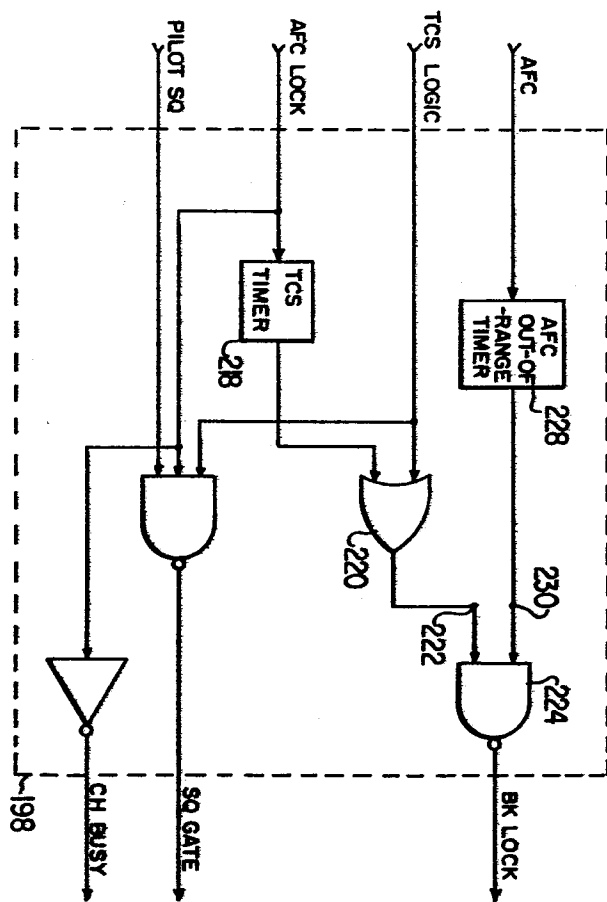 AFC
TCS LOGIC
AFC LOCK
PILOT SQ
AFC
OUT-OF
-RANGE
TIMER
228
TCS
TIMER
218
230
220
222
224
BK LOCK
SQ GATE
CH BUSY
198